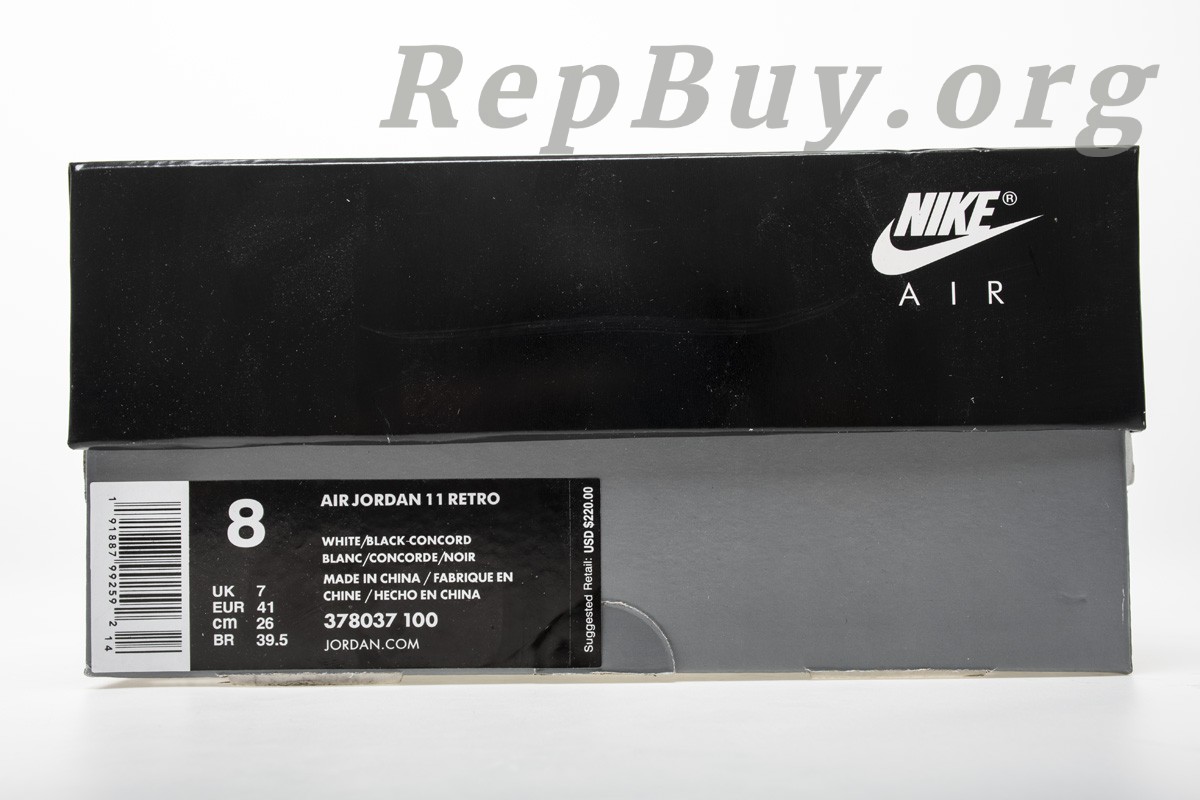 RepBuy.org
NIKE®
AIR
1 91887 99259 2 14
8
UK 7
EUR 41
cm 26
BR 39.5
AIR JORDAN 11 RETRO
WHITE/BLACK-CONCORD
BLANC/CONCORDE/NOIR
MADE IN CHINA / FABRIQUE EN
CHINE / HECHO EN CHINA
378037 100
JORDAN.COM
Suggested Retail: USD $220.00